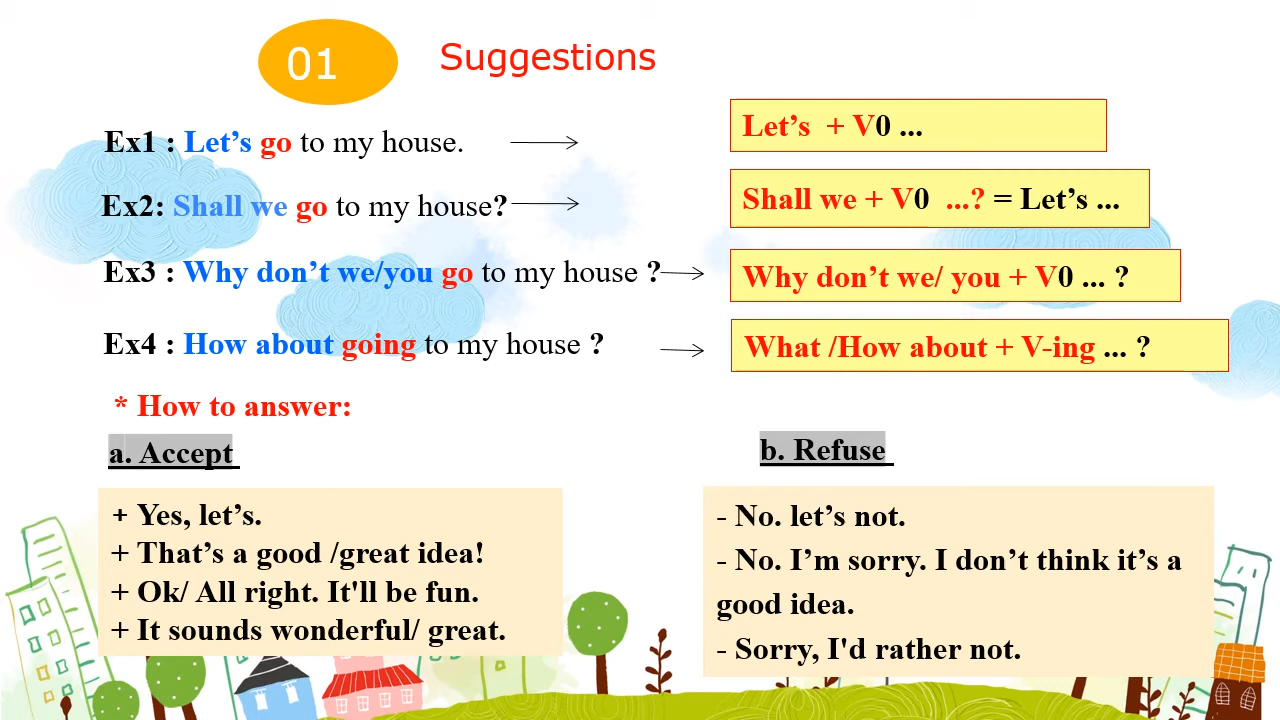 01
Suggestions
Ex1 : Let’s go to my house.
Let’s + V0 ...
Ex2: Shall we go to my house?
Shall we + V0 ...? = Let’s ...
Ex3 : Why don’t we/you go to my house ?
Why don’t we/ you + V0 ... ?
Ex4 : How about going to my house ?
What /How about + V-ing ... ?
* How to answer:
a. Accept
+ Yes, let’s.
+ That’s a good /great idea!
+ Ok/ All right. It'll be fun.
+ It sounds wonderful/ great.
b. Refuse
- No. let’s not.
- No. I’m sorry. I don’t think it’s a
good idea.
- Sorry, I'd rather not.